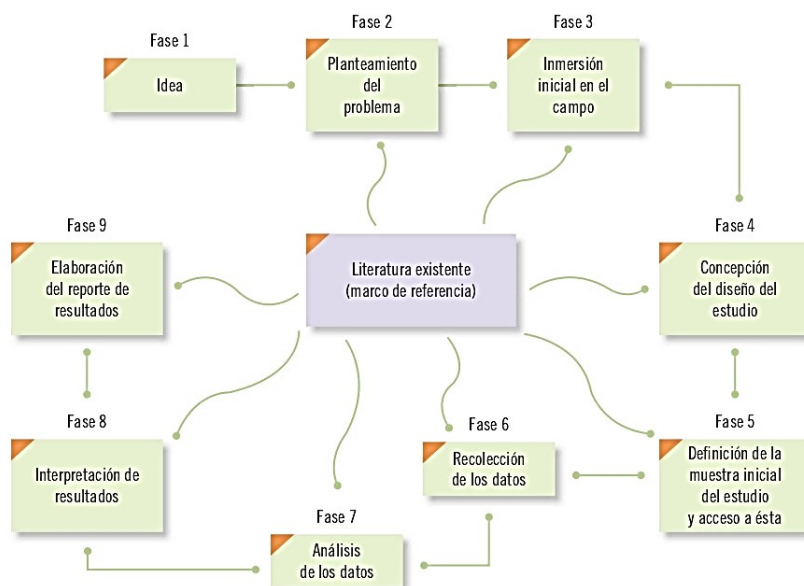 Fase 1
Idea
Fase 2
Planteamiento
del
problema
Fase 3
Inmersión
inicial en el
campo
Fase 4
Concepción
del diseño del
estudio
Fase 5
Definición de la
muestra inicial
del estudio
y acceso a ésta
Fase 6
Recolección
de los datos
Fase 7
Análisis
de los datos
Fase 8
Interpretación de
resultados
Fase 9
Elaboración
del reporte de
resultados
Literatura existente
(marco de referencia)